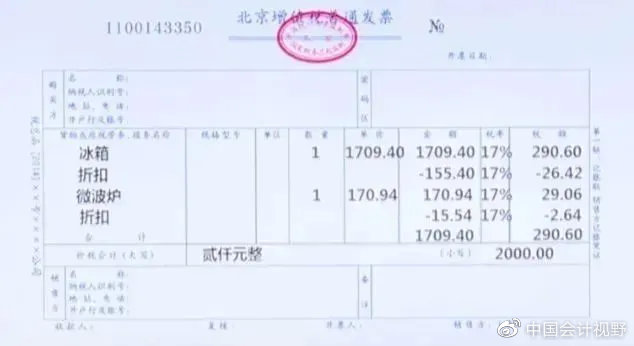 1100143350
北京增值税普通发票
№
开票日期:
购买方
名 称:
纳税人识别号:
地 址、电 话:
开户行及账号:
密码区
货物或应税劳务、服务名称 规格型号 单位 数 量 单 价 金 额 税率 税 额
冰箱 1 1709.40 1709.40 17% 290.60
折扣 -155.40 17% -26.42
微波炉 1 170.94 170.94 17% 29.06
折扣 -15.54 17% -2.64
合 计 1709.40 290.60
价税合计(大写) 贰仟元整 (小写) 2000.00
销售方
名 称:
纳税人识别号:
地 址、电 话:
开户行及账号:
备注
收款人: 复核: 开票人: 销售方:
第一联:记账联 销售方记账凭证
@中国会计视野